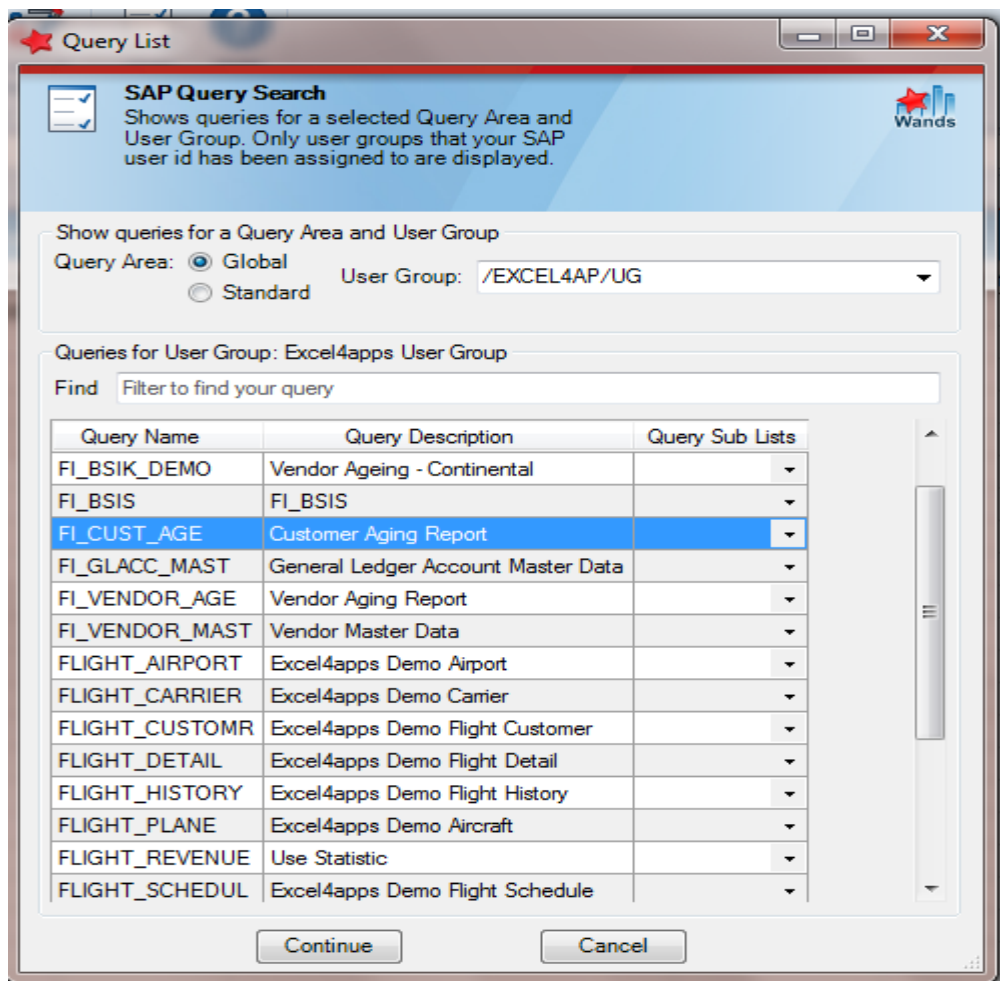 Query List
SAP Query Search
Shows queries for a selected Query Area and
User Group. Only user groups that your SAP
user id has been assigned to are displayed.
Wands
Show queries for a Query Area and User Group
Query Area: Global
Standard
User Group: /EXCEL4AP/UG
Queries for User Group: Excel4apps User Group
Find Filter to find your query
Query Name Query Description Query Sub Lists
FI_BSIK_DEMO Vendor Ageing - Continental
FI_BSIS FI_BSIS
FI_CUST_AGE Customer Aging Report
FI_GLACC_MAST General Ledger Account Master Data
FI_VENDOR_AGE Vendor Aging Report
FI_VENDOR_MAST Vendor Master Data
FLIGHT_AIRPORT Excel4apps Demo Airport
FLIGHT_CARRIER Excel4apps Demo Carrier
FLIGHT_CUSTOMR Excel4apps Demo Flight Customer
FLIGHT_DETAIL Excel4apps Demo Flight Detail
FLIGHT_HISTORY Excel4apps Demo Flight History
FLIGHT_PLANE Excel4apps Demo Aircraft
FLIGHT_REVENUE Use Statistic
FLIGHT_SCHEDUL Excel4apps Demo Flight Schedule
Continue Cancel